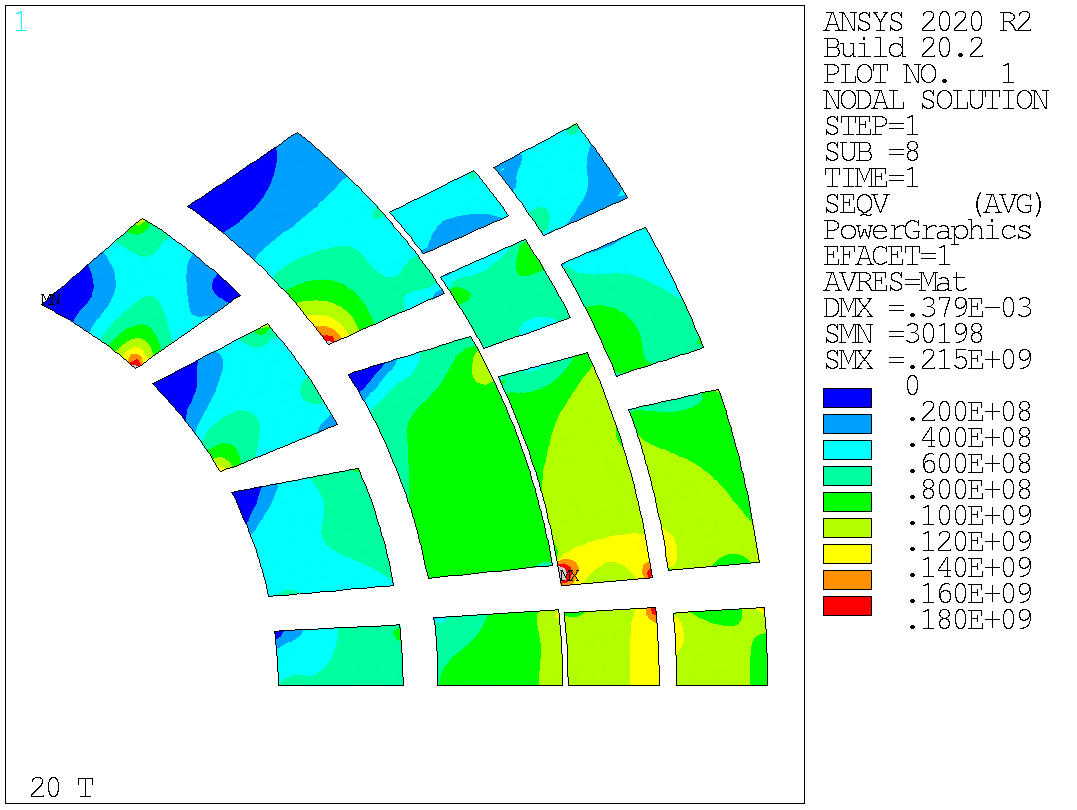 1
ANSYS 2020 R2
Build 20.2
PLOT NO. 1
NODAL SOLUTION
STEP=1
SUB =8
TIME=1
SEQV (AVG)
PowerGraphics
EFACET=1
AVRES=Mat
DMX =.379E-03
SMN =30198
SMX =.215E+09
0
.200E+08
.400E+08
.600E+08
.800E+08
.100E+09
.120E+09
.140E+09
.160E+09
.180E+09
MN
MX
20 T